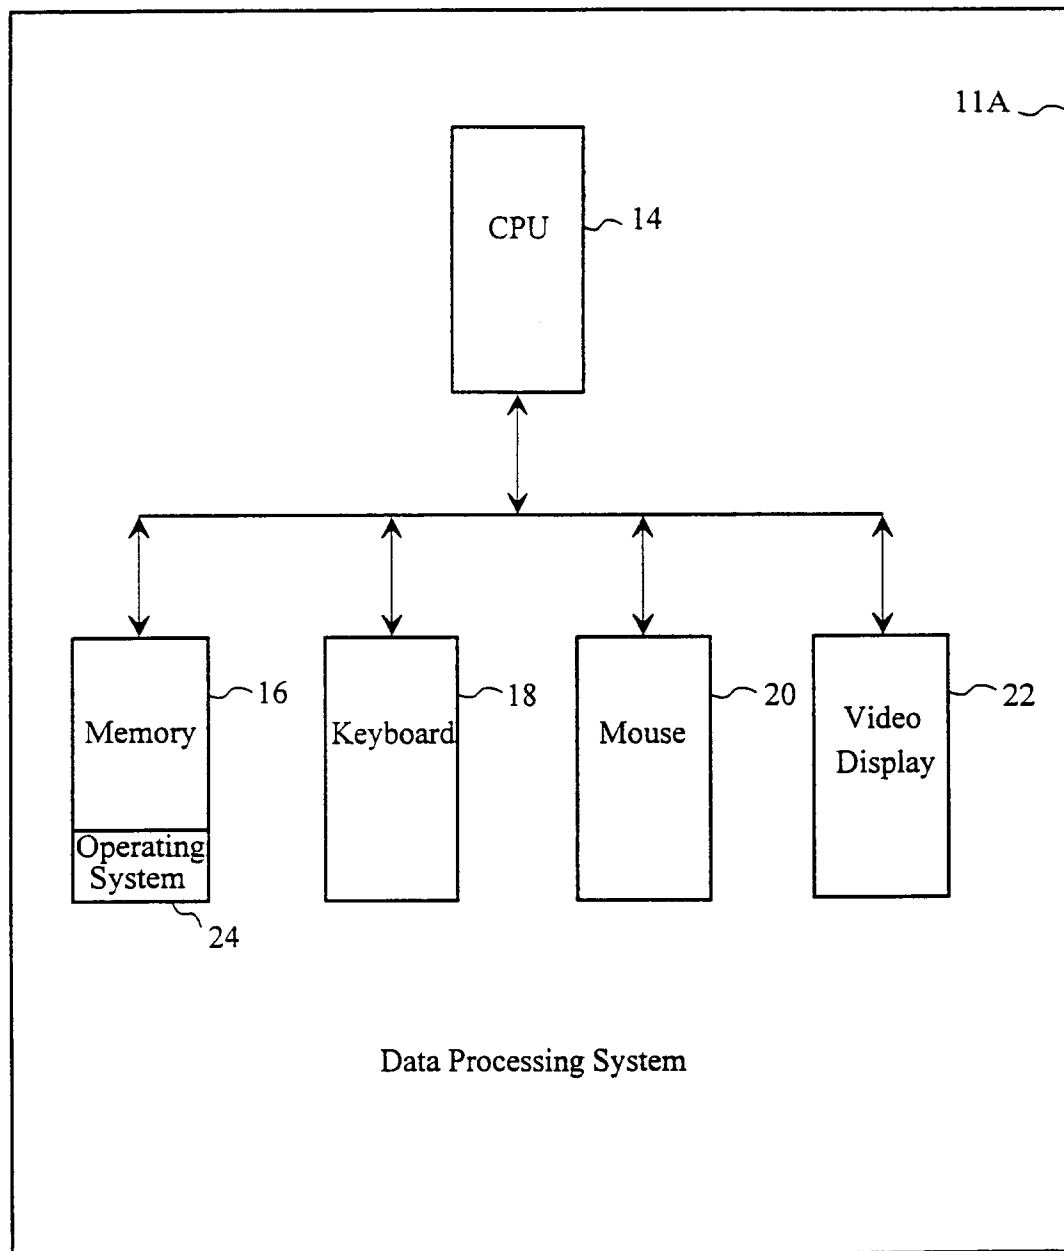 11A
CPU
14
16
18
20
22
Memory
Keyboard
Mouse
Video
Display
Operating
System
24
Data Processing System